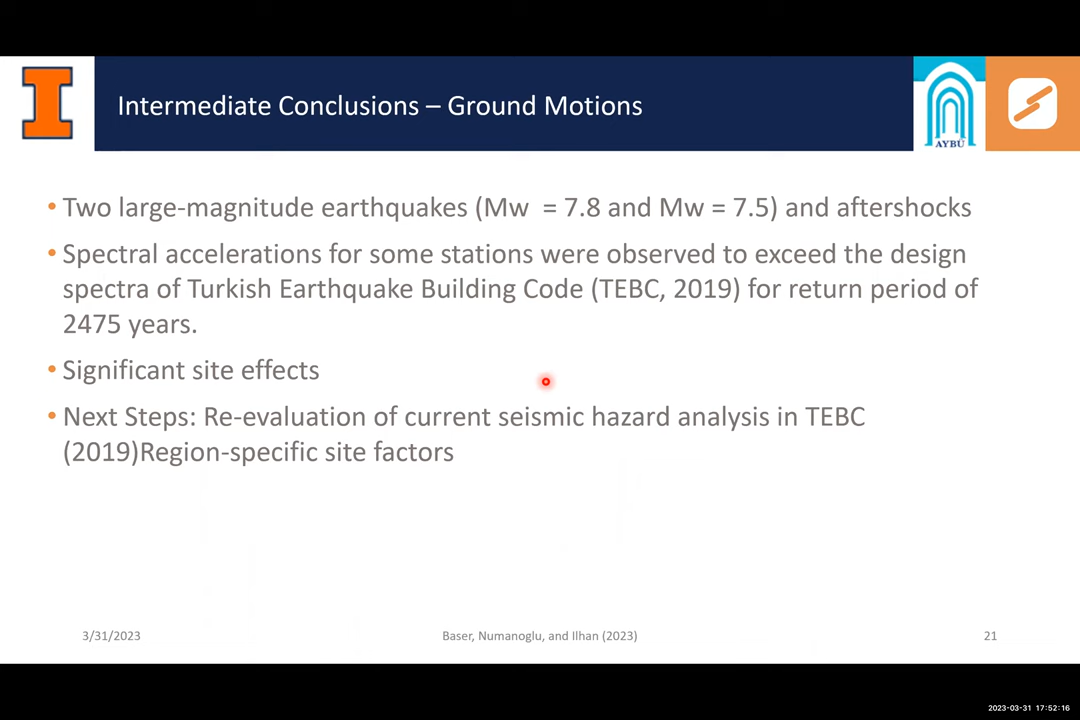 Intermediate Conclusions – Ground Motions
AYBÜ
• Two large-magnitude earthquakes (Mw  = 7.8 and Mw = 7.5) and aftershocks
• Spectral accelerations for some stations were observed to exceed the design
spectra of Turkish Earthquake Building Code (TEBC, 2019) for return period of
2475 years.
• Significant site effects
• Next Steps: Re-evaluation of current seismic hazard analysis in TEBC
(2019)Region-specific site factors
3/31/2023
Baser, Numanoglu, and Ilhan (2023)
21
2023-03-31 17:52:16